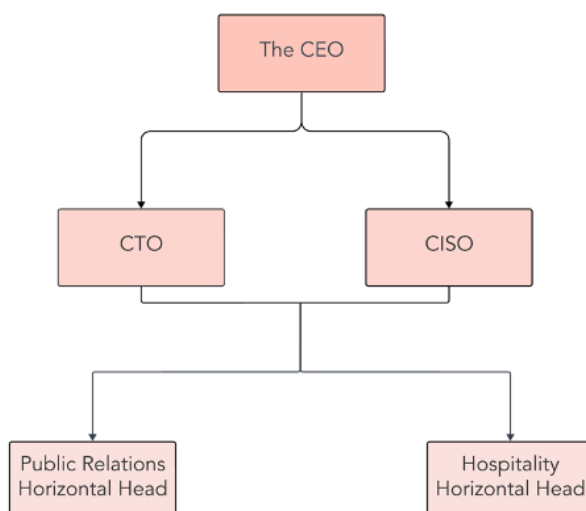 The CEO
CTO
CISO
Public Relations
Horizontal Head
Hospitality
Horizontal Head